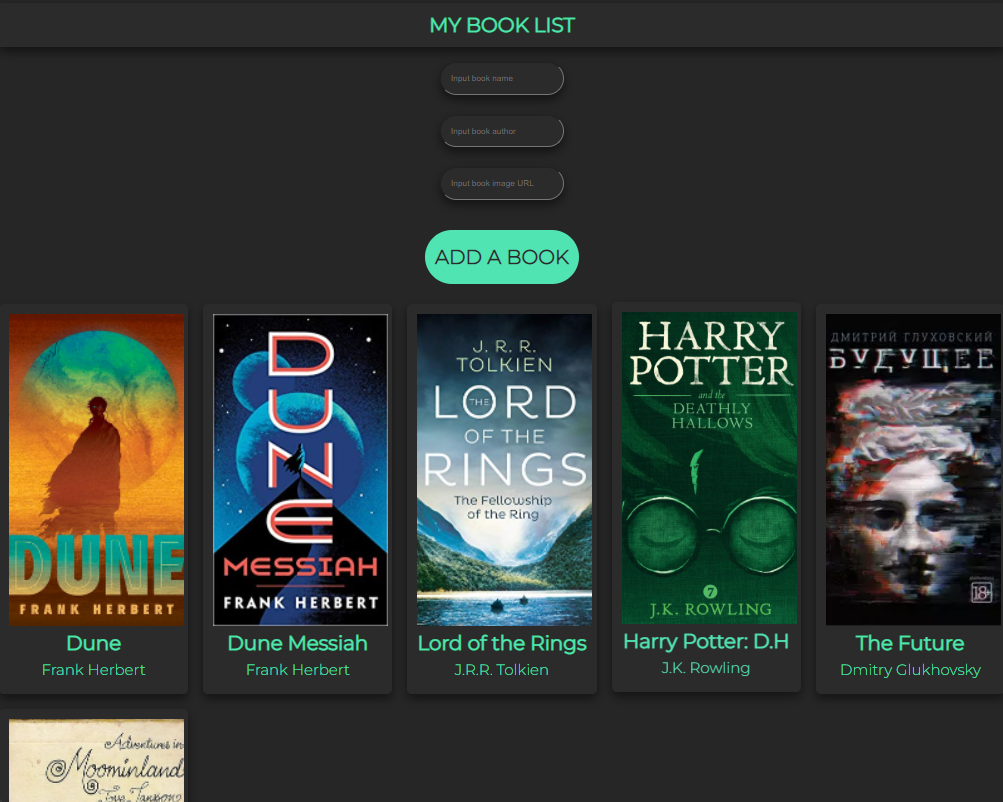 MY BOOK LIST
Input book name
Input book author
Input book image URL
ADD A BOOK
DUNE
FRANK HERBERT
Dune
Frank Herbert
DUNE
MESSIAH
FRANK HERBERT
Dune Messiah
Frank Herbert
J. R. R.
TOLKIEN
THE LORD
OF THE
RINGS
The Fellowship
of the Ring
Lord of the Rings
J.R.R. Tolkien
HARRY
POTTER
and the
DEATHLY
HALLOWS
7
J.K. ROWLING
Harry Potter: D.H
J.K. Rowling
ДМИТРИЙ ГЛУХОВСКИЙ
БУДУЩЕЕ
18+
The Future
Dmitry Glukhovsky
Adventures in
Moominland
Tove Jansson